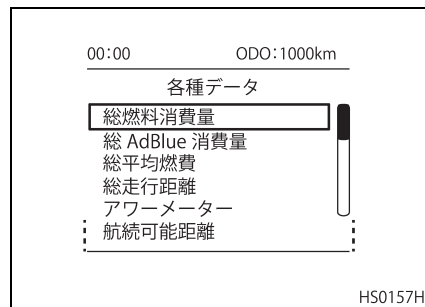 00:00 ODO:1000km
各種データ
総燃料消費量
総 AdBlue 消費量
総平均燃費
総走行距離
アワーメーター
航続可能距離
HS0157H